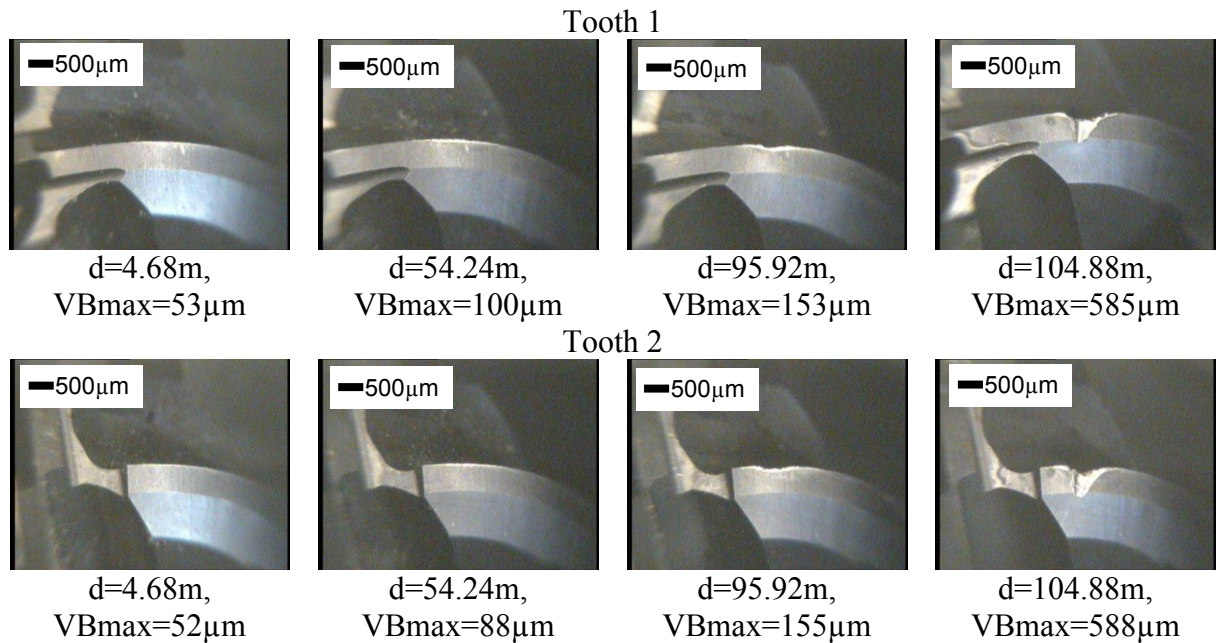 Tooth 1
500μm 500μm 500μm 500μm
d=4.68m, d=54.24m, d=95.92m, d=104.88m,
VBmax=53µm VBmax=100µm VBmax=153µm VBmax=585µm
Tooth 2
500μm 500μm 500μm 500μm
d=4.68m, d=54.24m, d=95.92m, d=104.88m,
VBmax=52µm VBmax=88µm VBmax=155µm VBmax=588µm